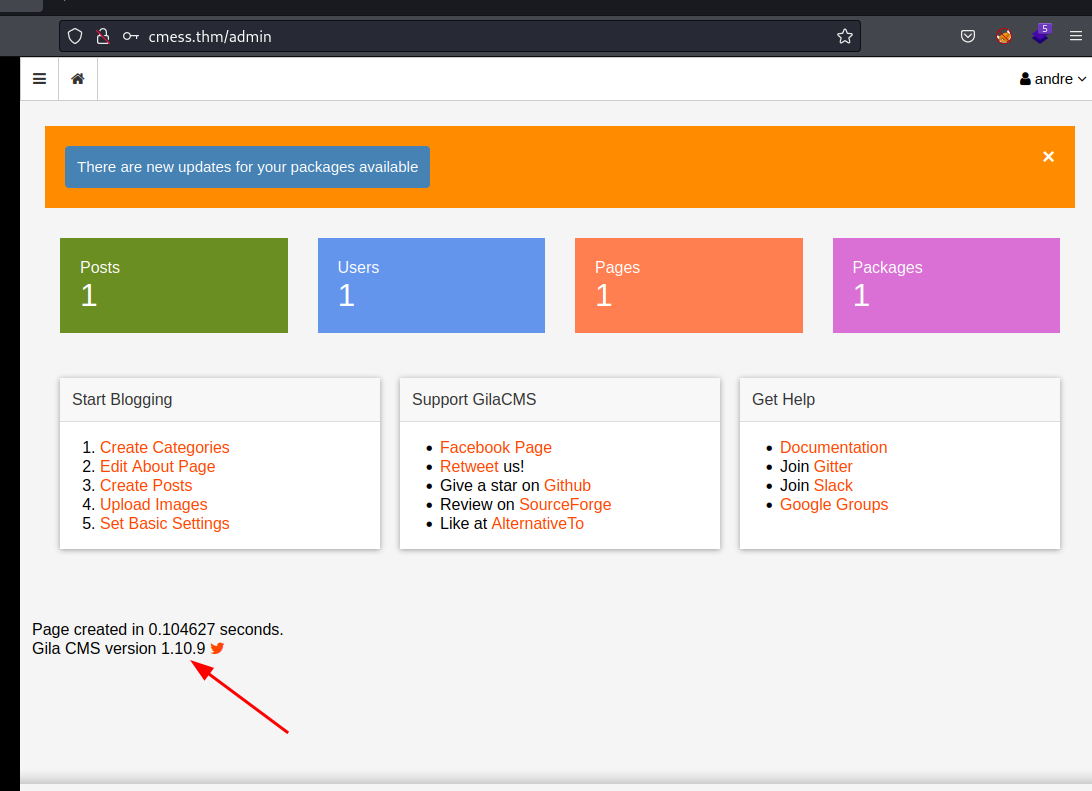 cmess.thm/admin
5
andre
There are new updates for your packages available
×
Posts
1
Users
1
Pages
1
Packages
1
Start Blogging
1. Create Categories
2. Edit About Page
3. Create Posts
4. Upload Images
5. Set Basic Settings
Support GilaCMS
• Facebook Page
• Retweet us!
• Give a star on Github
• Review on SourceForge
• Like at AlternativeTo
Get Help
• Documentation
• Join Gitter
• Join Slack
• Google Groups
Page created in 0.104627 seconds.
Gila CMS version 1.10.9